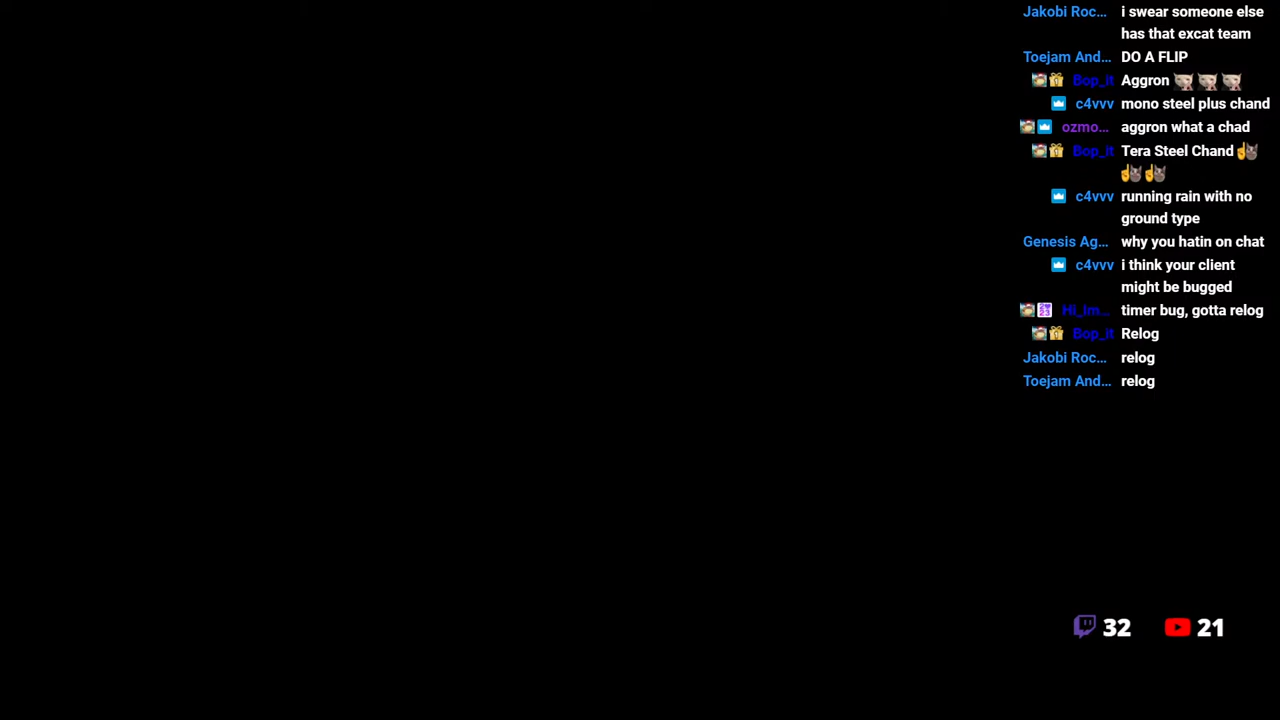 Jakobi Roc... i swear someone else
has that excat team
Toejam And... DO A FLIP
Bop_it Aggron
c4vvv mono steel plus chand
ozmo... aggron what a chad
Bop_it Tera Steel Chand
c4vvv running rain with no
ground type
Genesis Ag... why you hatin on chat
c4vvv i think your client
might be bugged
Hi_Im... timer bug, gotta relog
Bop_it Relog
Jakobi Roc... relog
Toejam And... relog
32 21